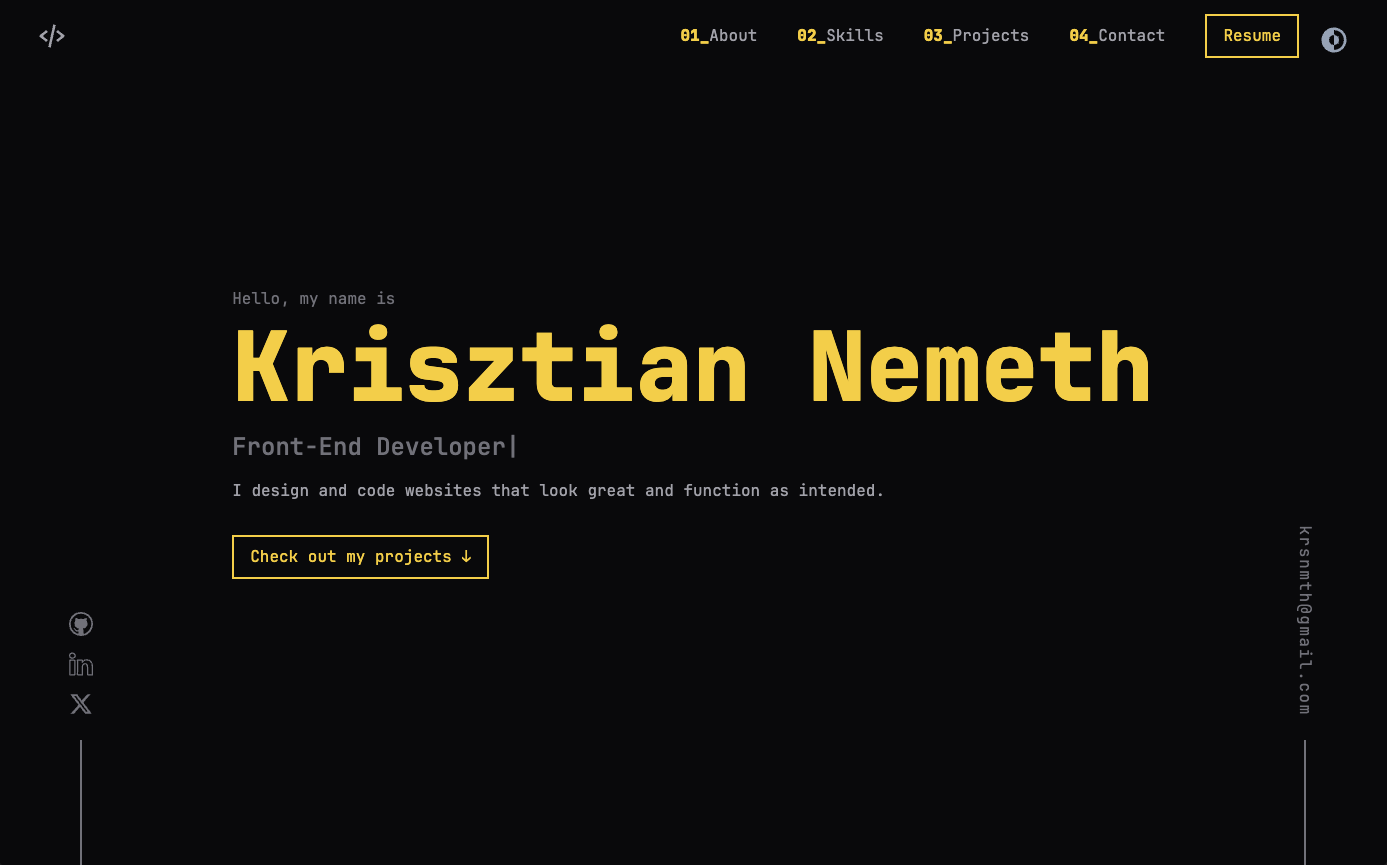 </>
01_About 02_Skills 03_Projects 04_Contact Resume
Hello, my name is
Krisztian Nemeth
Front-End Developer|
I design and code websites that look great and function as intended.
Check out my projects ↓
krsnmth@gmail.com